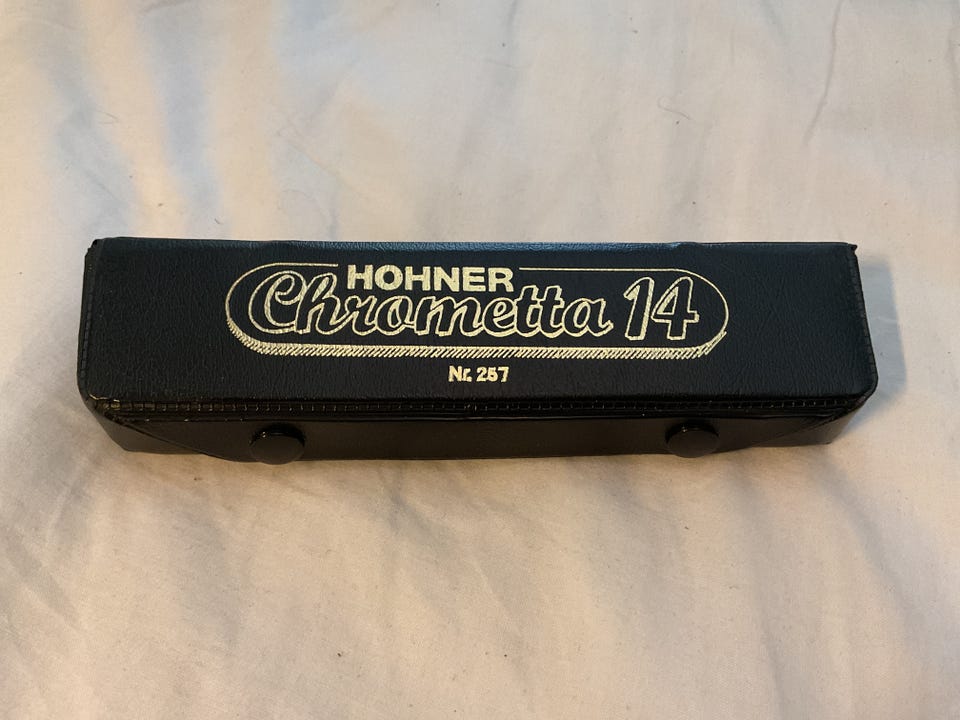 HOHNER
Chrometta 14
Nr. 257